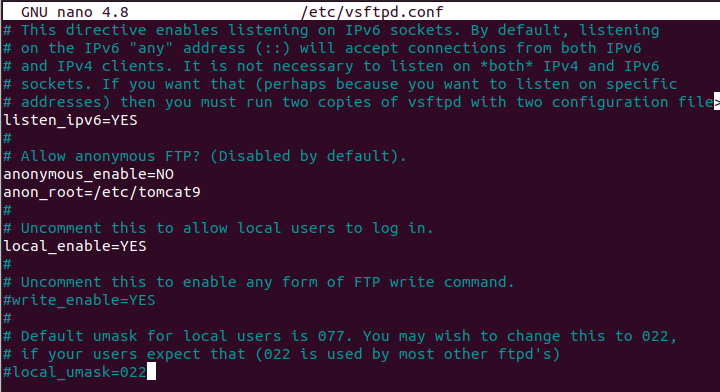 GNU nano 4.8 /etc/vsftpd.conf
# This directive enables listening on IPv6 sockets. By default, listening
# on the IPv6 "any" address (::) will accept connections from both IPv6
# and IPv4 clients. It is not necessary to listen on *both* IPv4 and IPv6
# sockets. If you want that (perhaps because you want to listen on specific
# addresses) then you must run two copies of vsftpd with two configuration file>
listen_ipv6=YES
#
# Allow anonymous FTP? (Disabled by default).
anonymous_enable=NO
anon_root=/etc/tomcat9
#
# Uncomment this to allow local users to log in.
local_enable=YES
#
# Uncomment this to enable any form of FTP write command.
#write_enable=YES
#
# Default umask for local users is 077. You may wish to change this to 022,
# if your users expect that (022 is used by most other ftpd's)
#local_umask=022